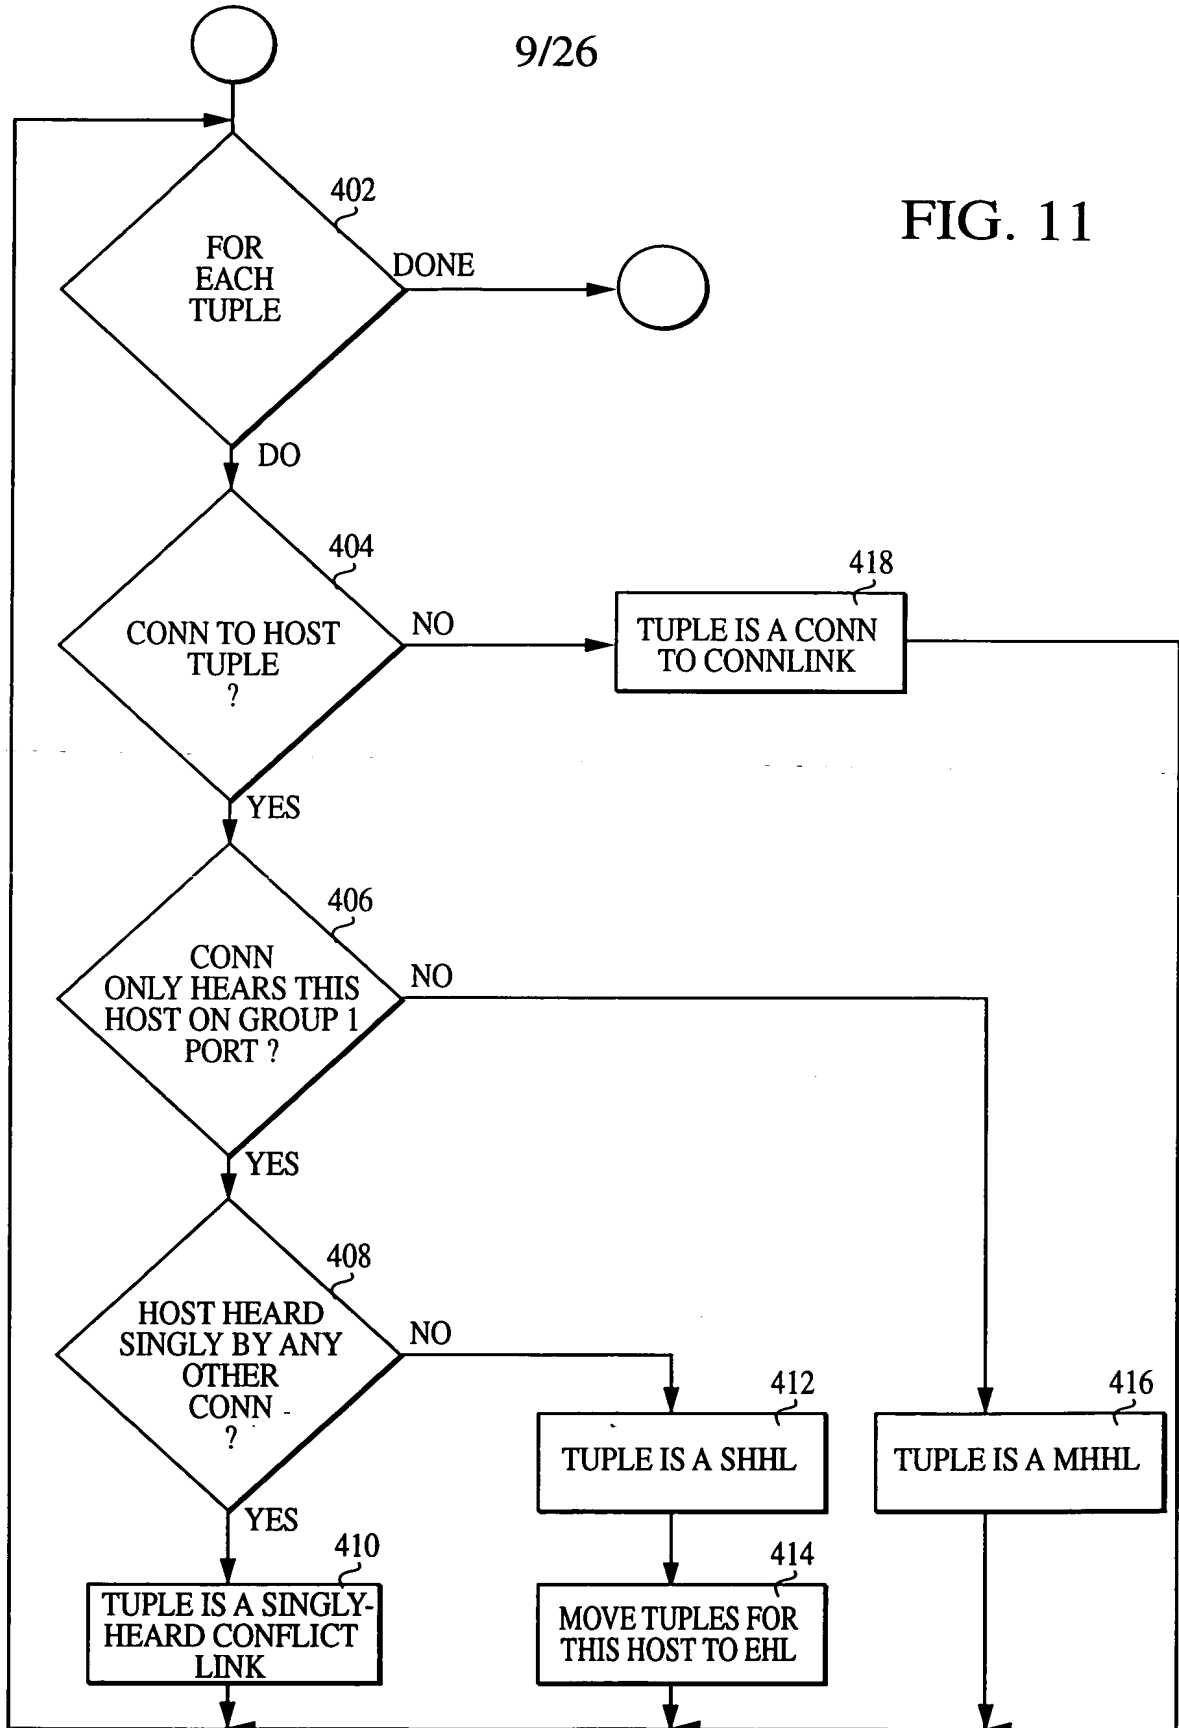 9/26
FIG. 11
402
FOR
EACH
TUPLE
DONE
DO
404
CONN TO HOST
TUPLE
?
NO
418
TUPLE IS A CONN
TO CONNLINK
YES
406
CONN
ONLY HEARS THIS
HOST ON GROUP 1
PORT ?
NO
YES
408
HOST HEARD
SINGLY BY ANY
OTHER
CONN
?
NO
412
TUPLE IS A SHHL
416
TUPLE IS A MHHL
YES
410
TUPLE IS A SINGLY-
HEARD CONFLICT
LINK
414
MOVE TUPLES FOR
THIS HOST TO EHL